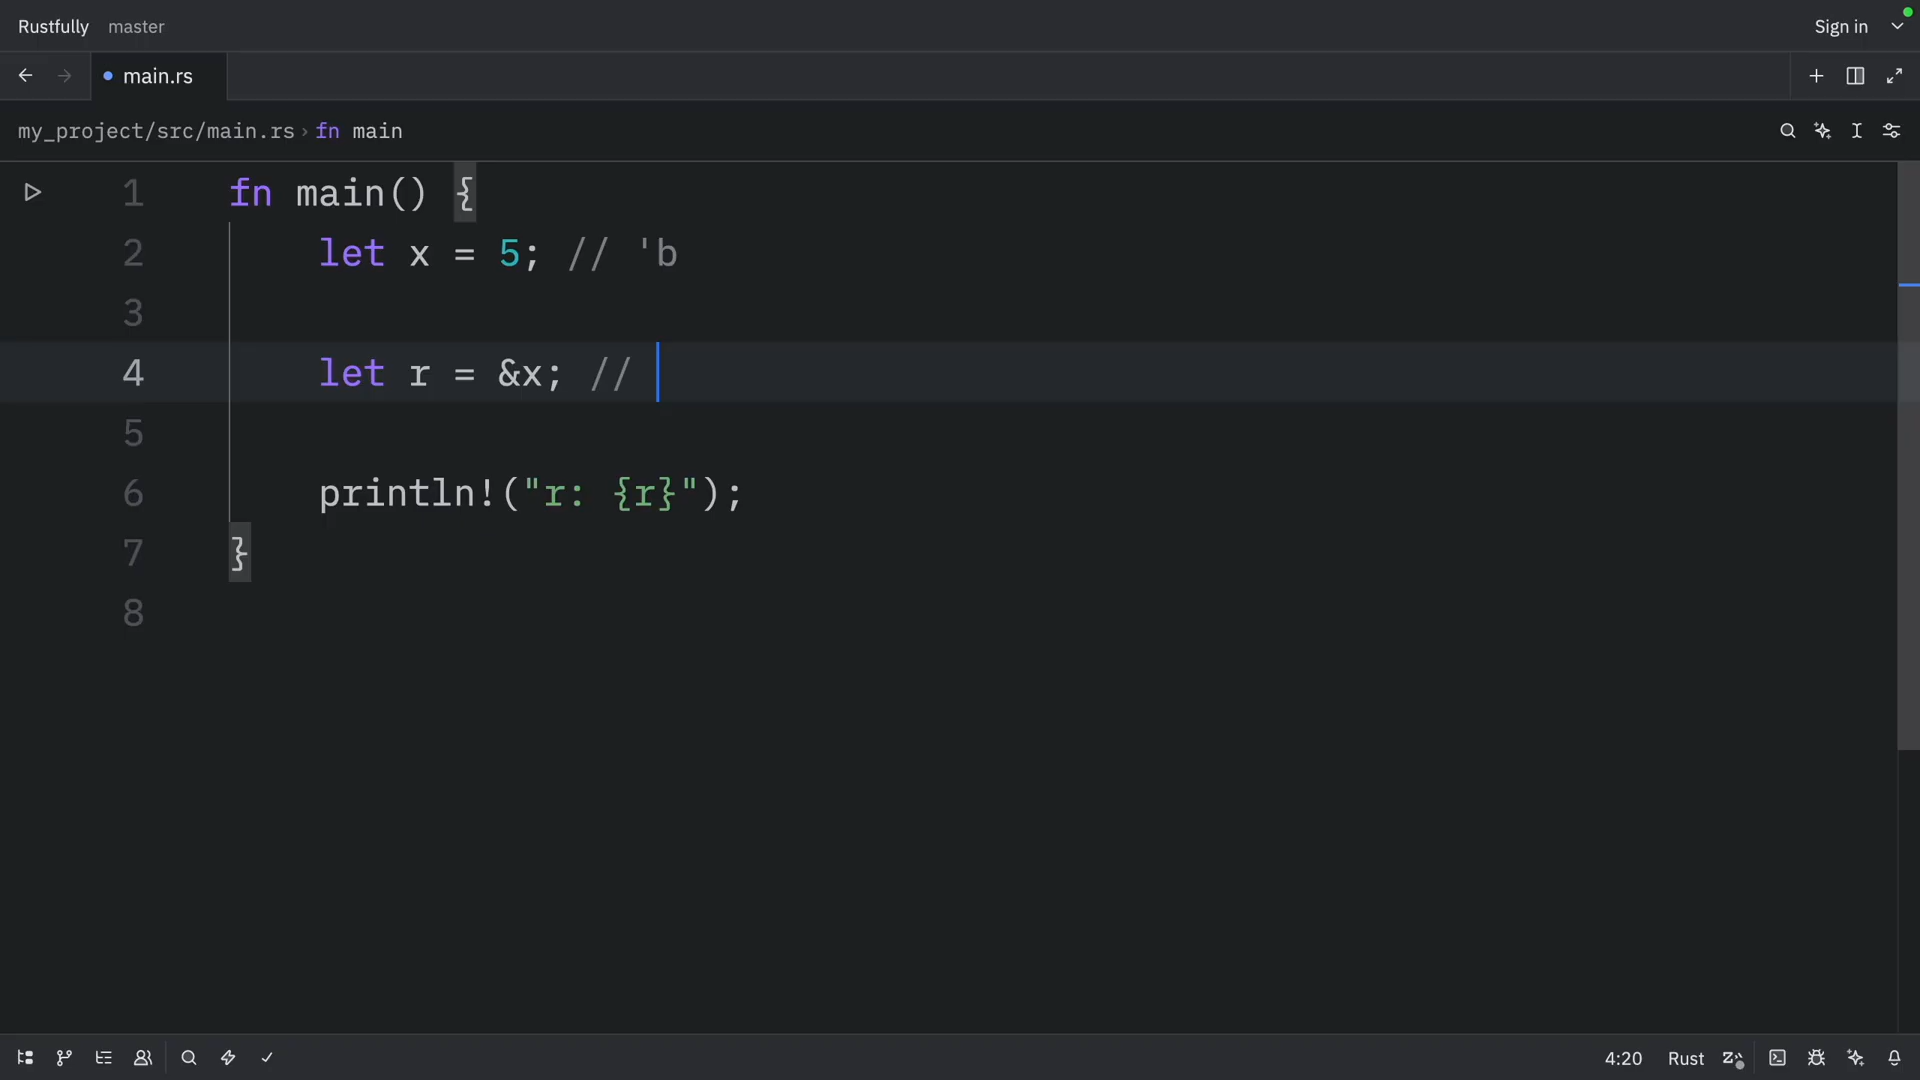 Rustfully master Sign in
main.rs
my_project/src/main.rs › fn main
1 fn main() {
2     let x = 5; // 'b
3
4     let r = &x; //
5
6     println!("r: {r}");
7 }
8
4:20 Rust